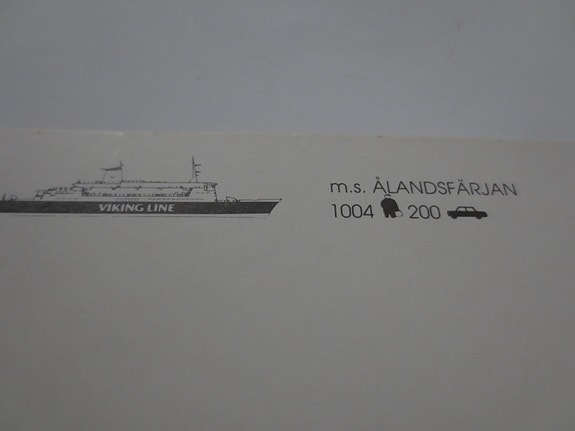 m.s. ÅLANDSFÄRJAN
VIKING LINE
1004 200